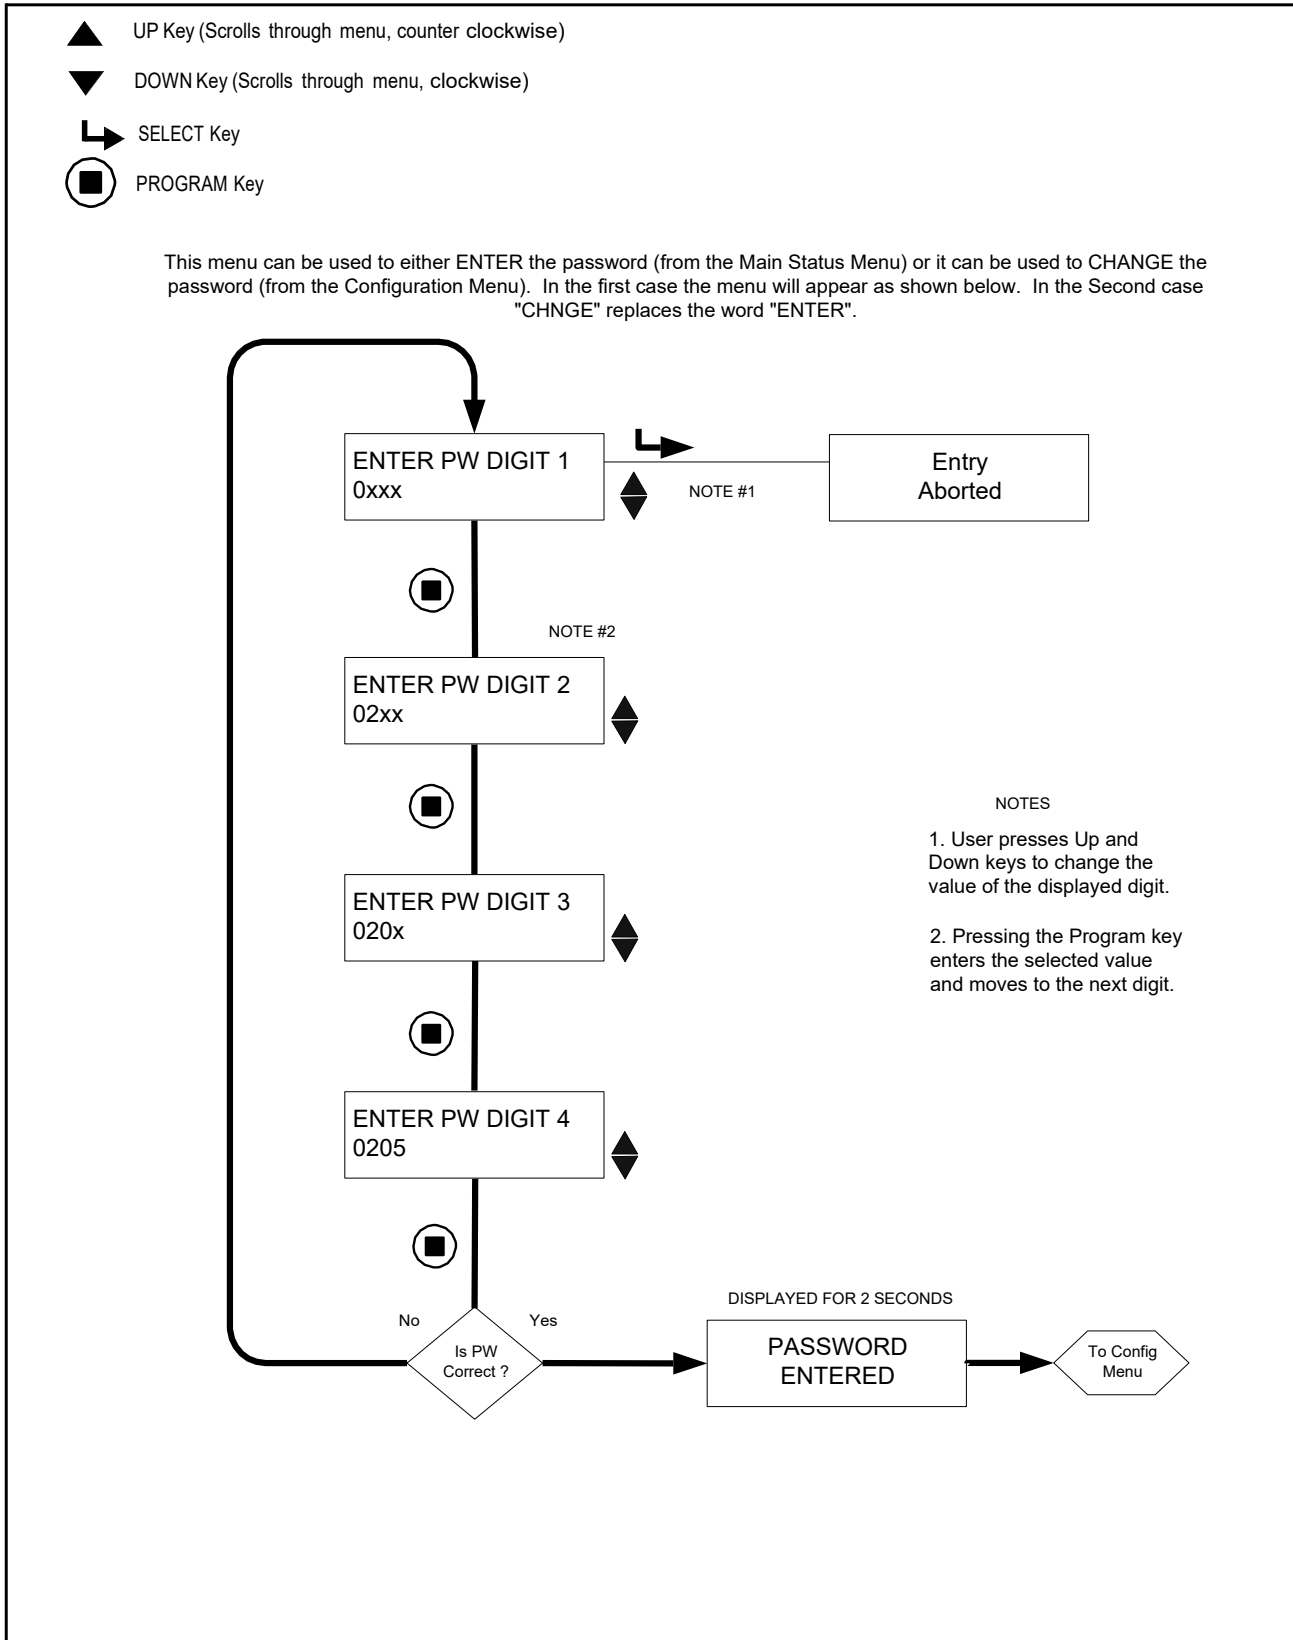 UP Key (Scrolls through menu, counter clockwise)
DOWN Key (Scrolls through menu, clockwise)
SELECT Key
PROGRAM Key
This menu can be used to either ENTER the password (from the Main Status Menu) or it can be used to CHANGE the
password (from the Configuration Menu). In the first case the menu will appear as shown below. In the Second case
"CHNGE" replaces the word "ENTER".
ENTER PW DIGIT 1
0xxx
NOTE #1
Entry
Aborted
NOTE #2
ENTER PW DIGIT 2
02xx
ENTER PW DIGIT 3
020x
NOTES
1. User presses Up and
Down keys to change the
value of the displayed digit.
2. Pressing the Program key
enters the selected value
and moves to the next digit.
ENTER PW DIGIT 4
0205
No
Yes
Is PW
Correct ?
DISPLAYED FOR 2 SECONDS
PASSWORD
ENTERED
To Config
Menu